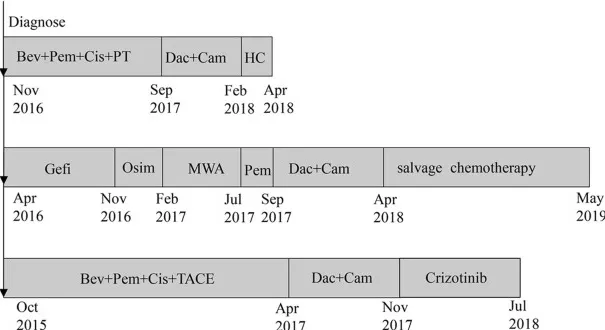 Diagnose
Bev+Pem+Cis+PT Dac+Cam HC
Nov Sep Feb Apr
2016 2017 2018 2018
Gefi Osim MWA Pem Dac+Cam salvage chemotherapy
Apr Nov Feb Jul Sep Apr May
2016 2016 2017 2017 2017 2018 2019
Bev+Pem+Cis+TACE Dac+Cam Crizotinib
Oct Apr Nov Jul
2015 2017 2017 2018